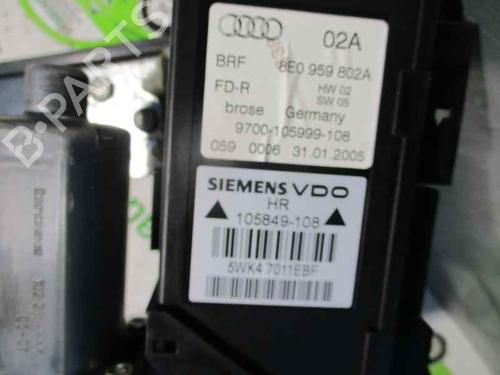 02A
BRF 8E0 959 802A
FD-R HW 02
SW 05
brose Germany
9700-105999-108
059 0006 31.01.2005
SIEMENS VDO
HR
105849-108
5WK4 7011EBF
B-PARTS